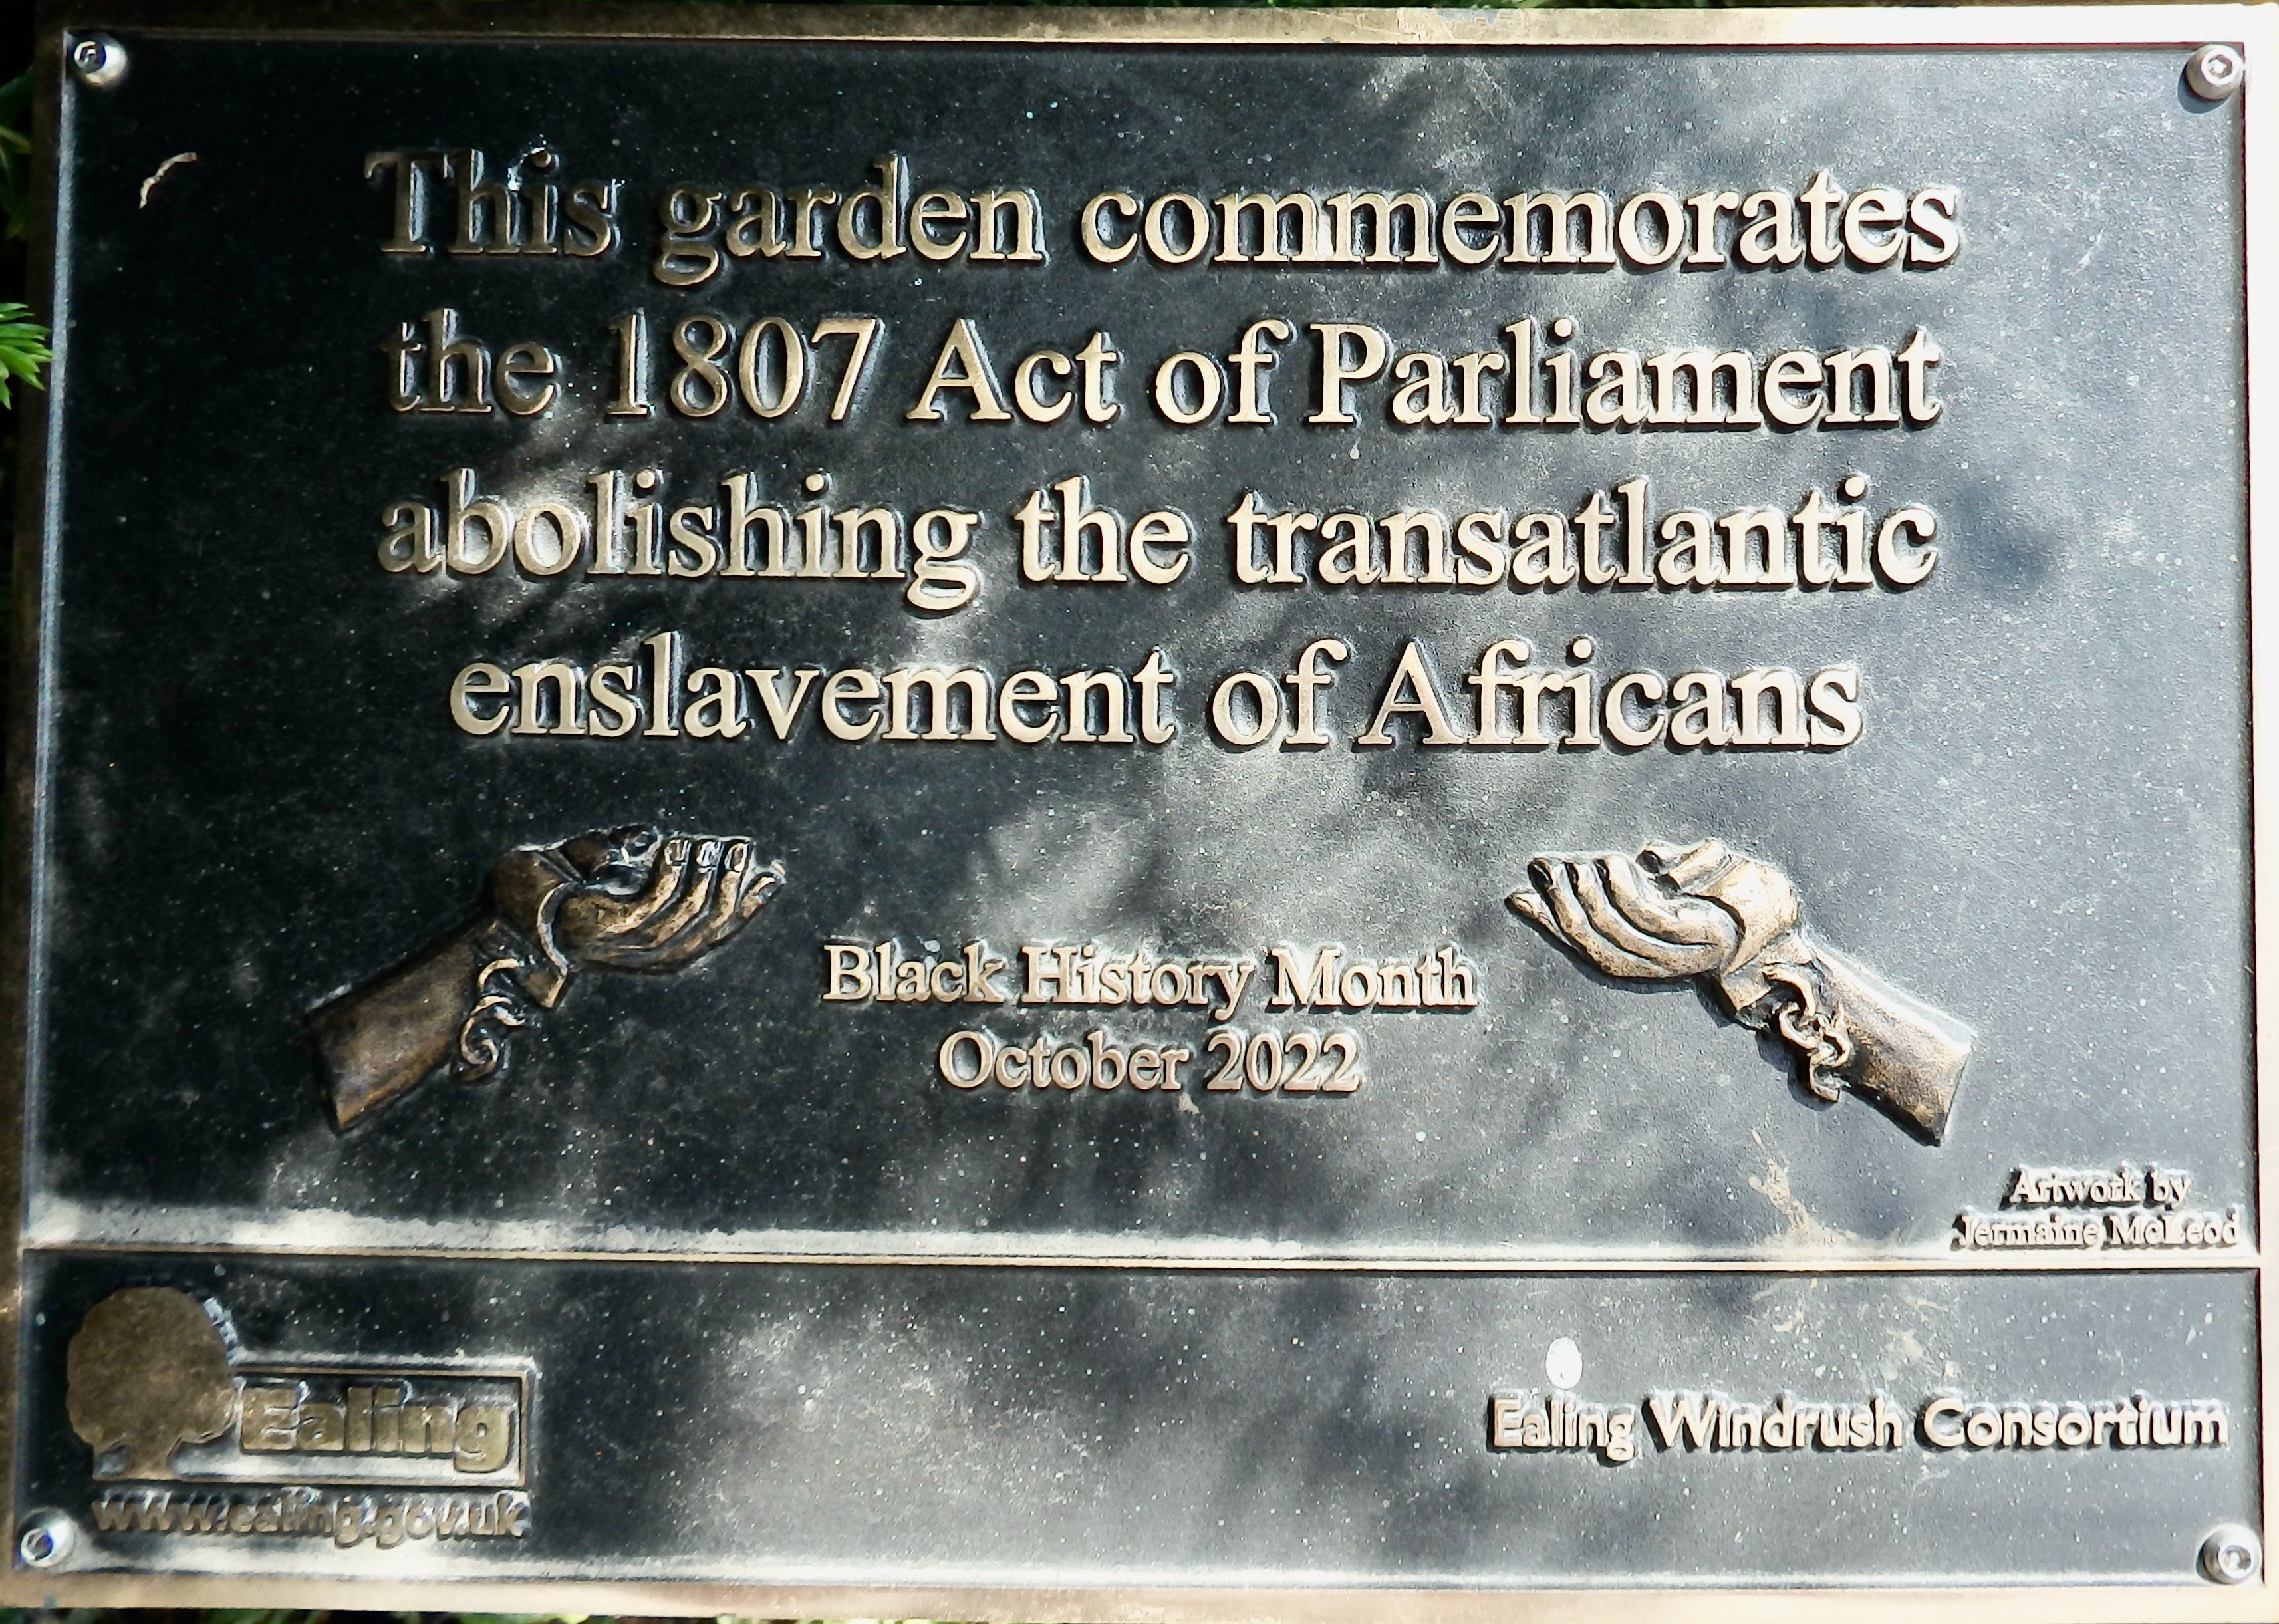 This garden commemorates
the 1807 Act of Parliament
abolishing the transatlantic
enslavement of Africans
Black History Month
October 2022
Artwork by
Jermaine McLeod
Ealing
www.ealing.gov.uk
Ealing Windrush Consortium